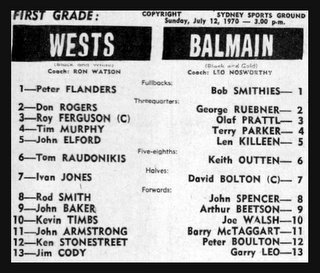 FIRST GRADE:
COPYRIGHT SYDNEY SPORTS GROUND
Sunday, July 12, 1970 — 3.00 p.m.
WESTS BALMAIN
(Black and White) (Black and Gold)
Coach: RON WATSON Coach: LEO NOSWORTHY
Fullbacks:
1—Peter FLANDERS Bob SMITHIES— 1
Threequarters:
2—Don ROGERS George RUEBNER— 2
3—Roy FERGUSON (C) Olaf PRATTL— 3
4—Tim MURPHY Terry PARKER— 4
5—John ELFORD Len KILLEEN— 5
Five-eighths:
6—Tom RAUDONIKIS Keith OUTTEN— 6
Halves:
7—Ivan JONES David BOLTON (C)— 7
Forwards:
8—Rod SMITH John SPENCER— 8
9—John BAKER Arthur BEETSON— 9
10—Kevin TIMBS Joe WALSH—10
11—John ARMSTRONG Barry McTAGGART—11
12—Ken STONESTREET Peter BOULTON—12
13—Jim CODY Garry LEO—13